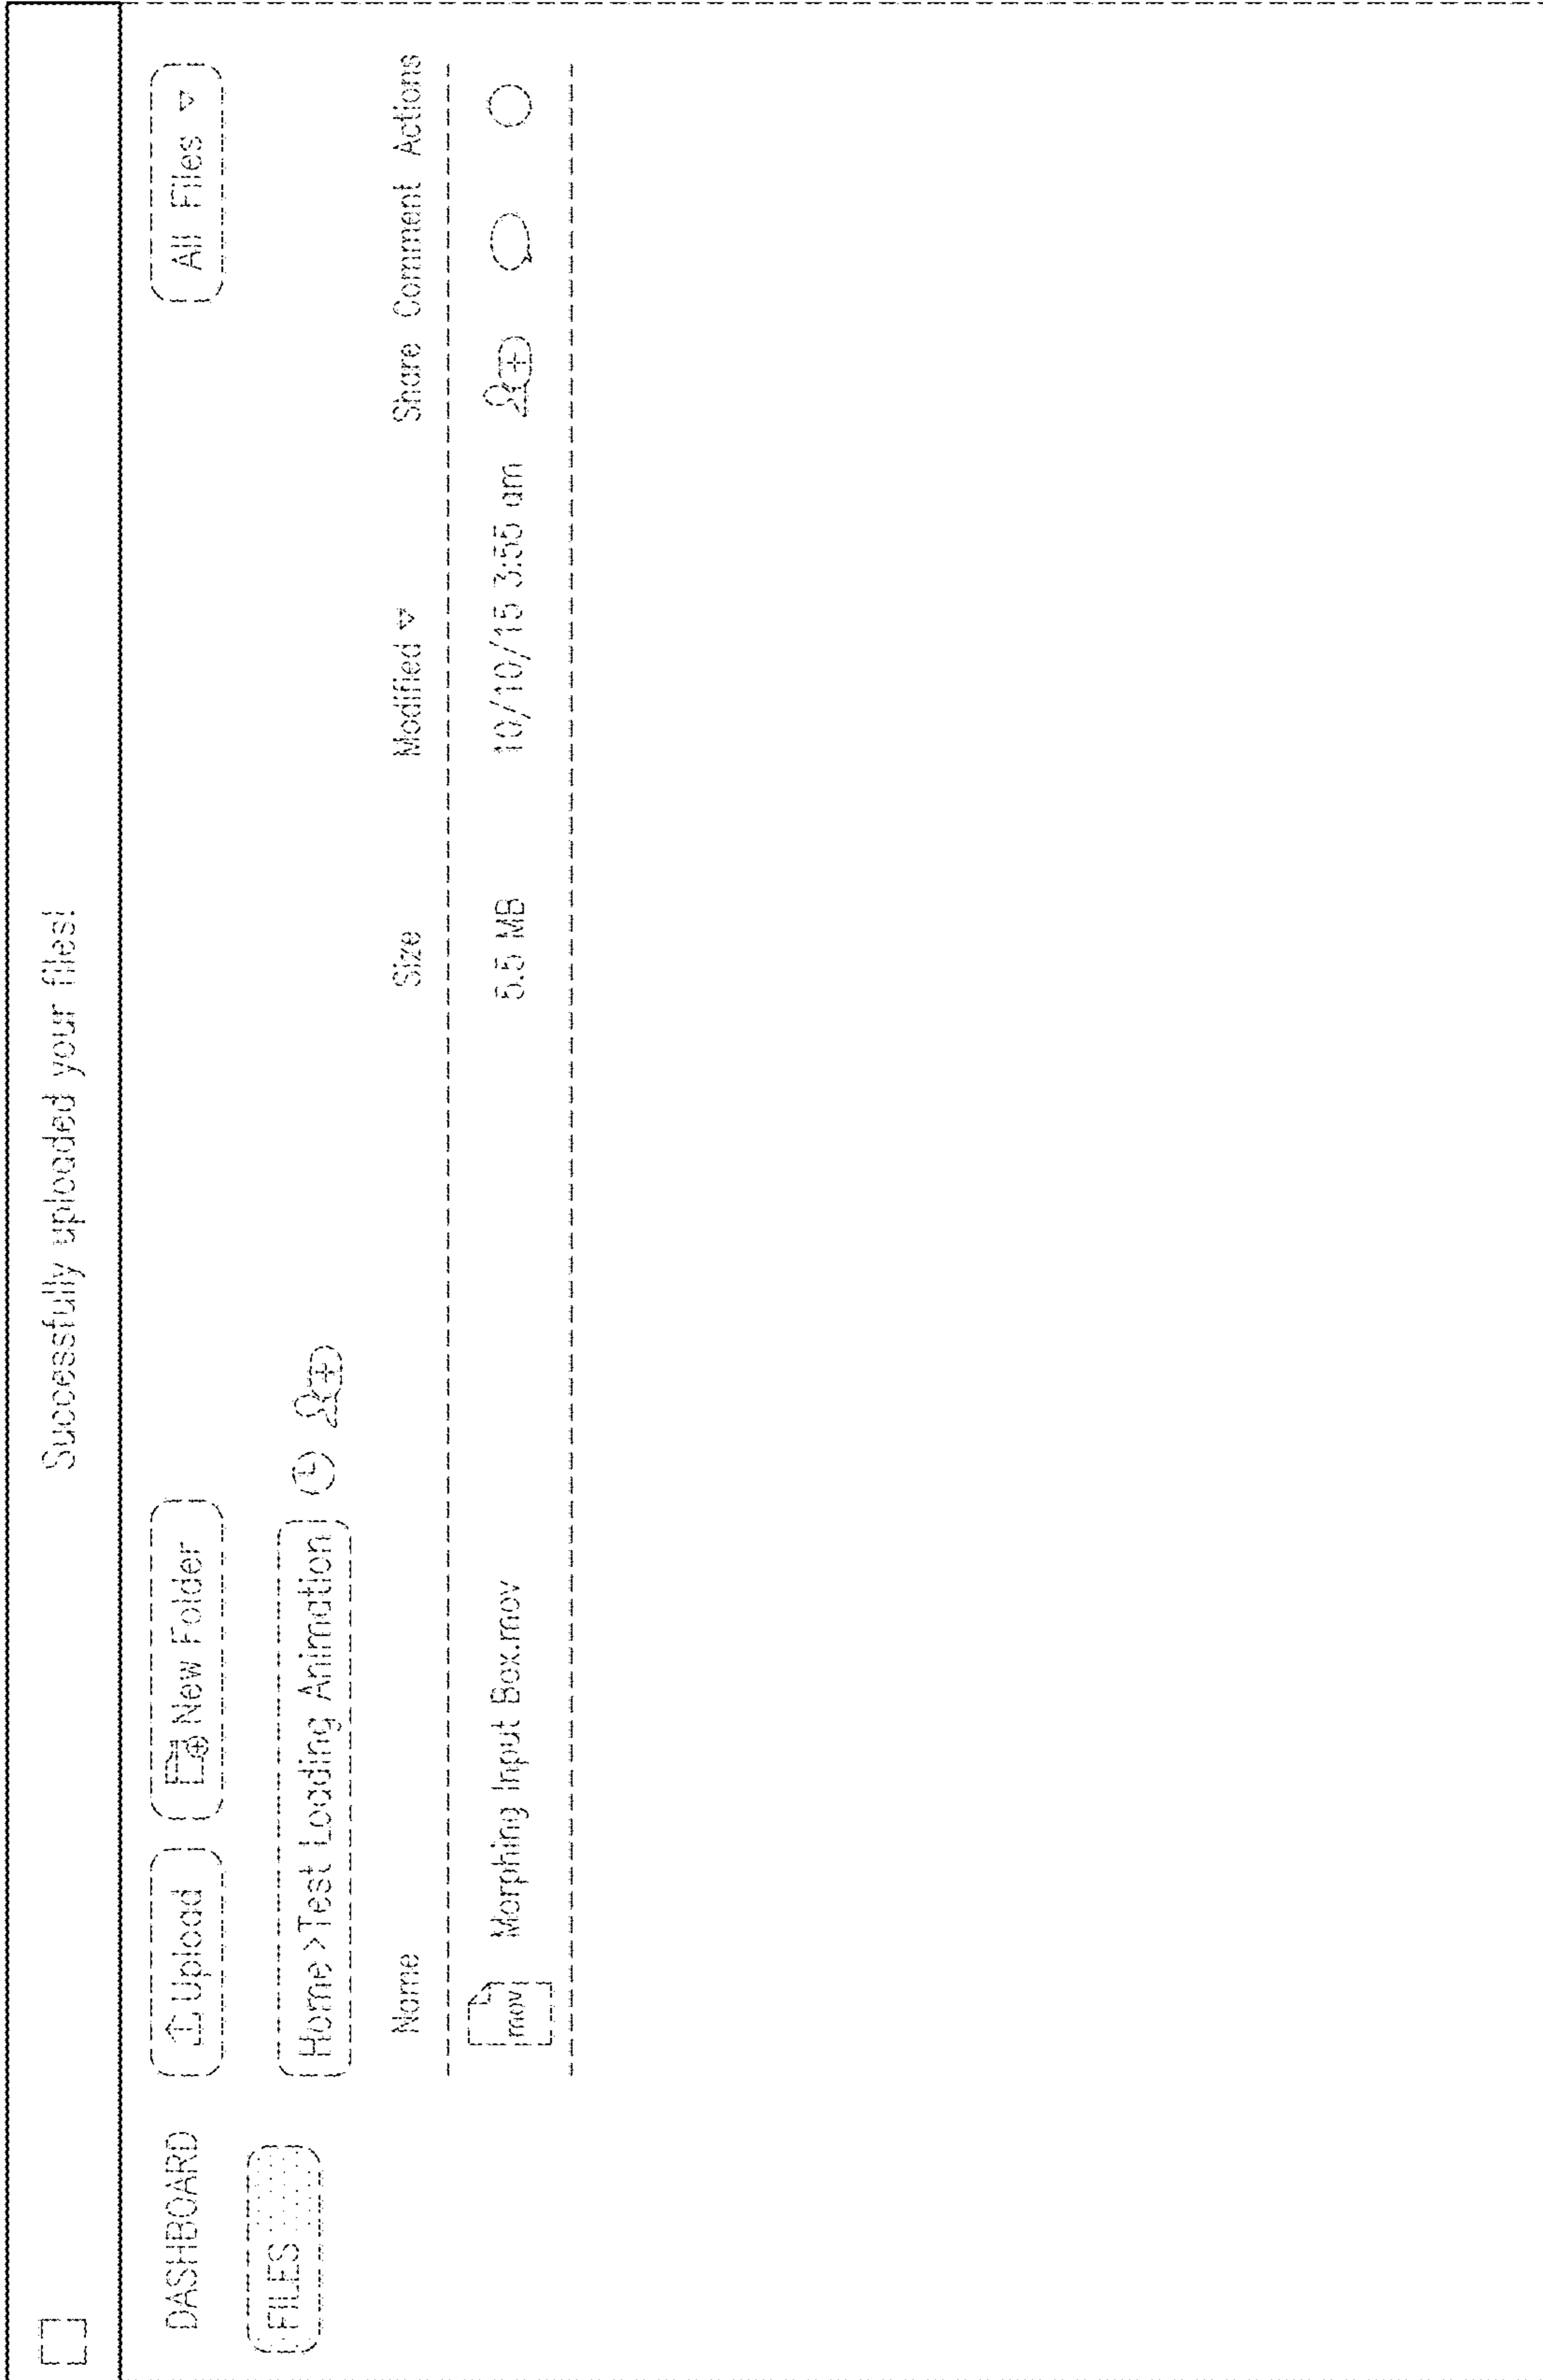 Successfully uploaded your files!
DASHBOARD
Upload
New Folder
All Files
FILES
Home>Test Loading Animation
Name Size Modified Share Comment Actions
mov Morphing Input Box.mov 5.5 MB 10/10/15 3:55 am